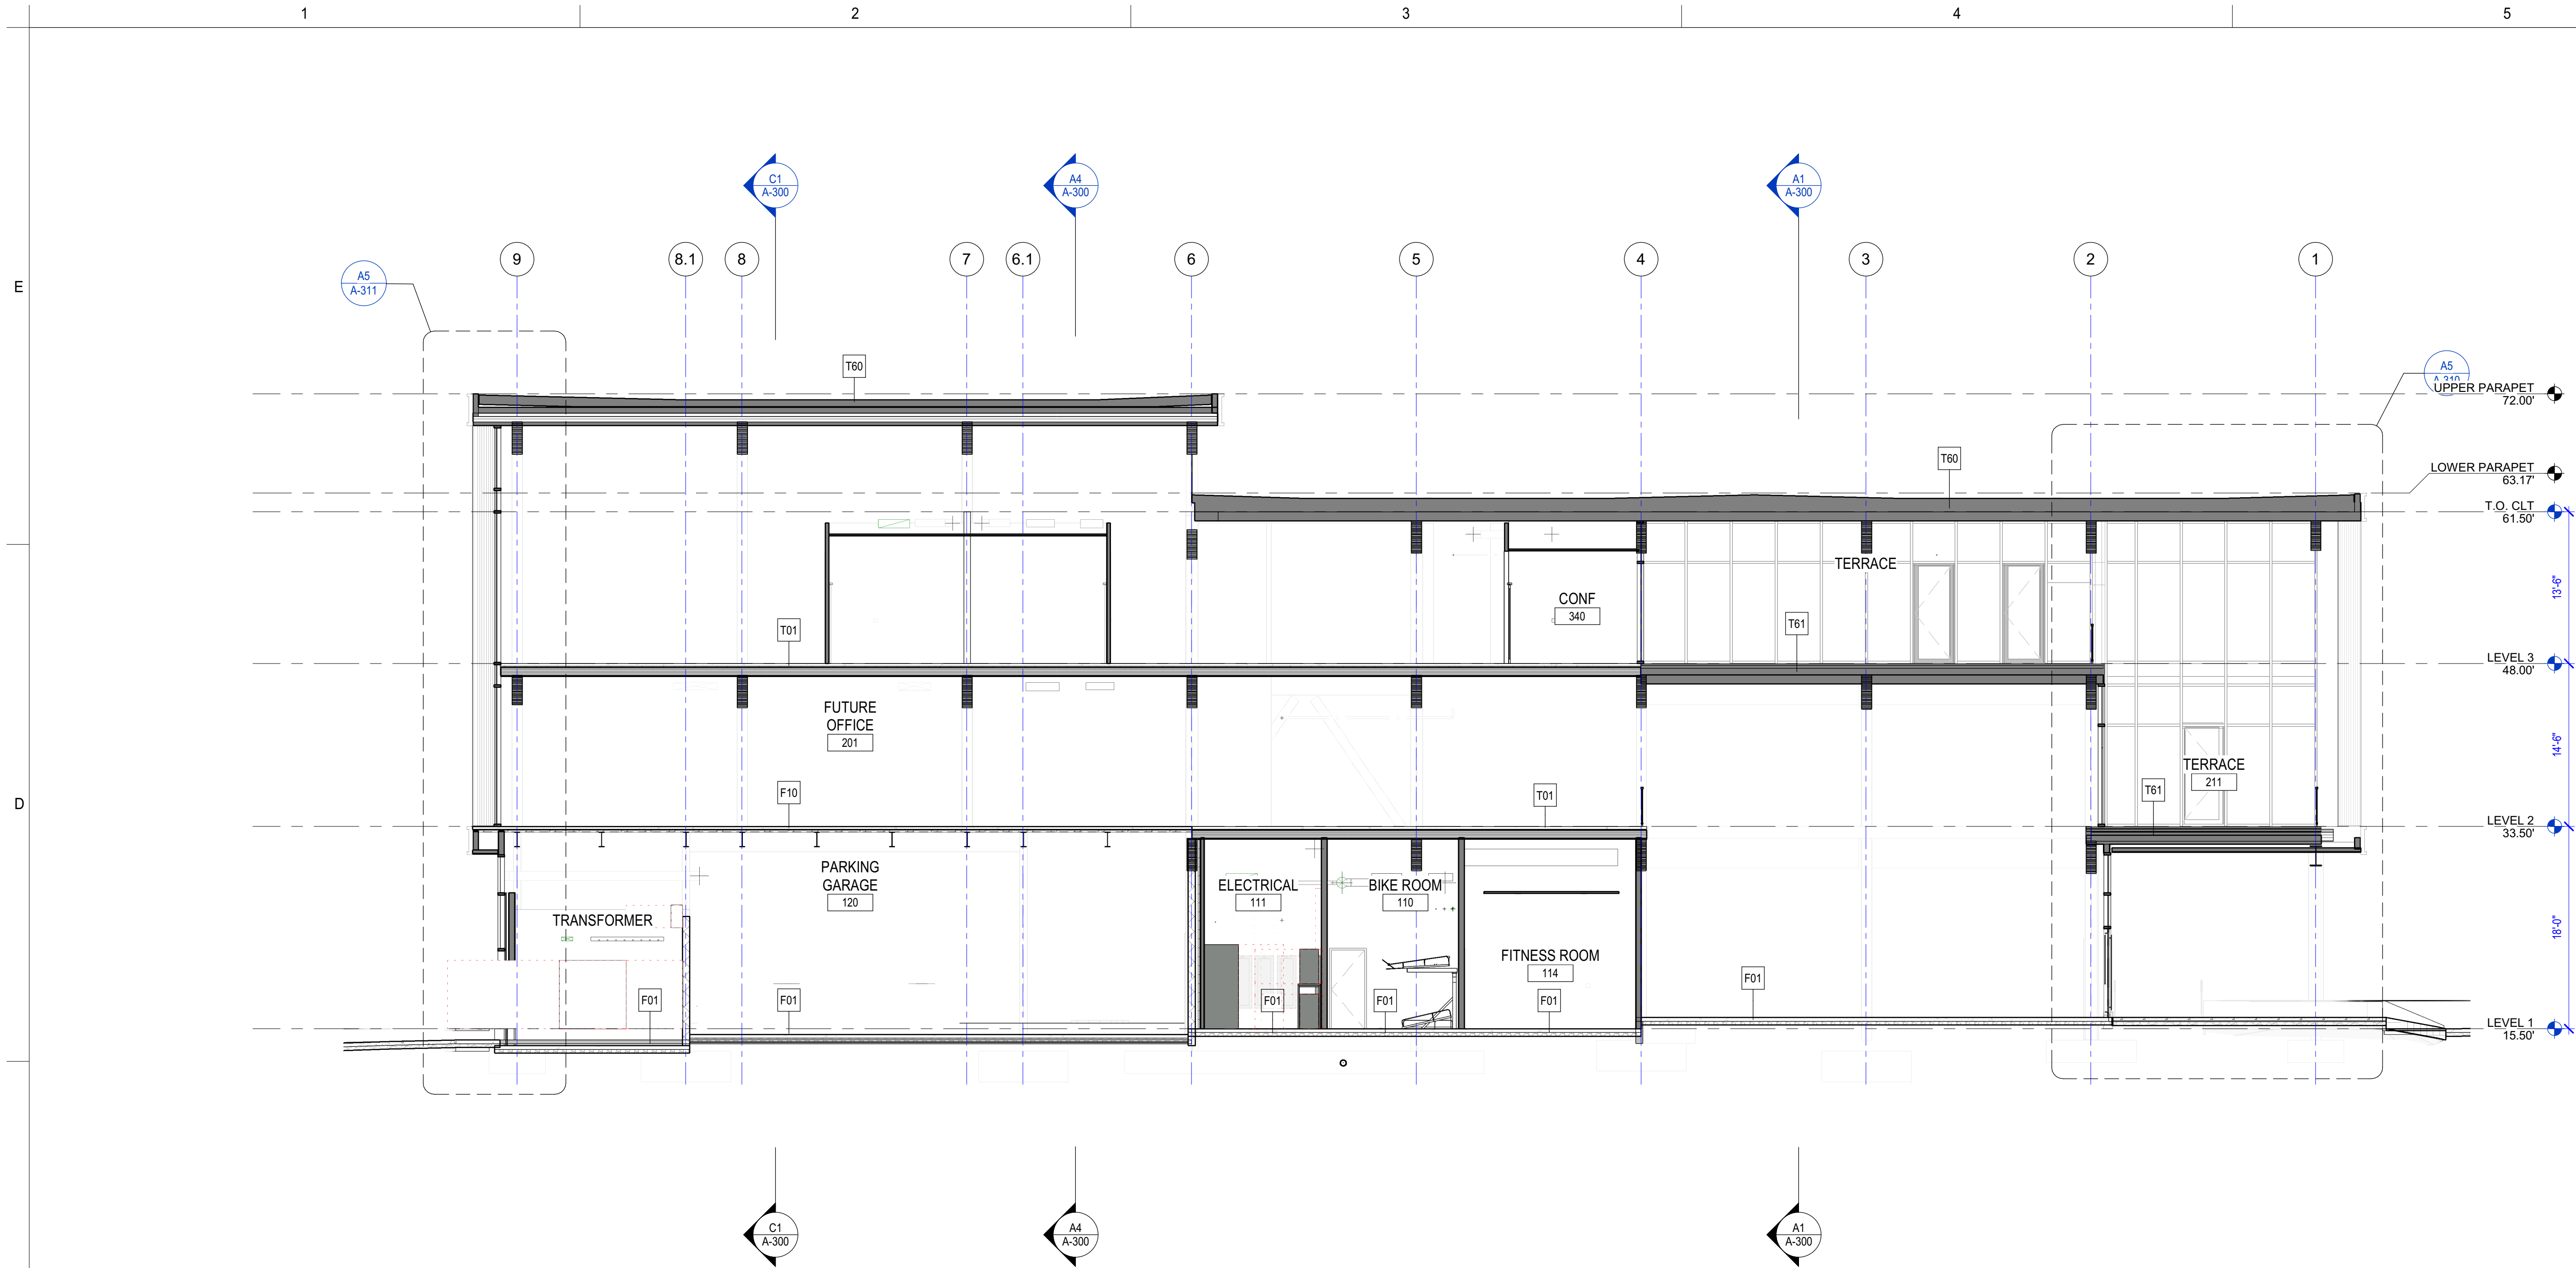 1 2 3 4 5
E
D
C1
A-300
A4
A-300
A1
A-300
9 8.1 8 7 6.1 6 5 4 3 2 1
A5
A-311
A5
A-310
T60
UPPER PARAPET
72.00'
T60
LOWER PARAPET
63.17'
T.O. CLT
61.50'
TERRACE
13'-6"
CONF
340
T01
T61
LEVEL 3
48.00'
FUTURE
OFFICE
201
14'-6"
TERRACE
211
F10
T01
T61
LEVEL 2
33.50'
PARKING
GARAGE
120
ELECTRICAL
111
BIKE ROOM
110
TRANSFORMER
18'-0"
FITNESS ROOM
114
F01
F01
F01
F01
F01
F01
LEVEL 1
15.50'
C1
A-300
A4
A-300
A1
A-300